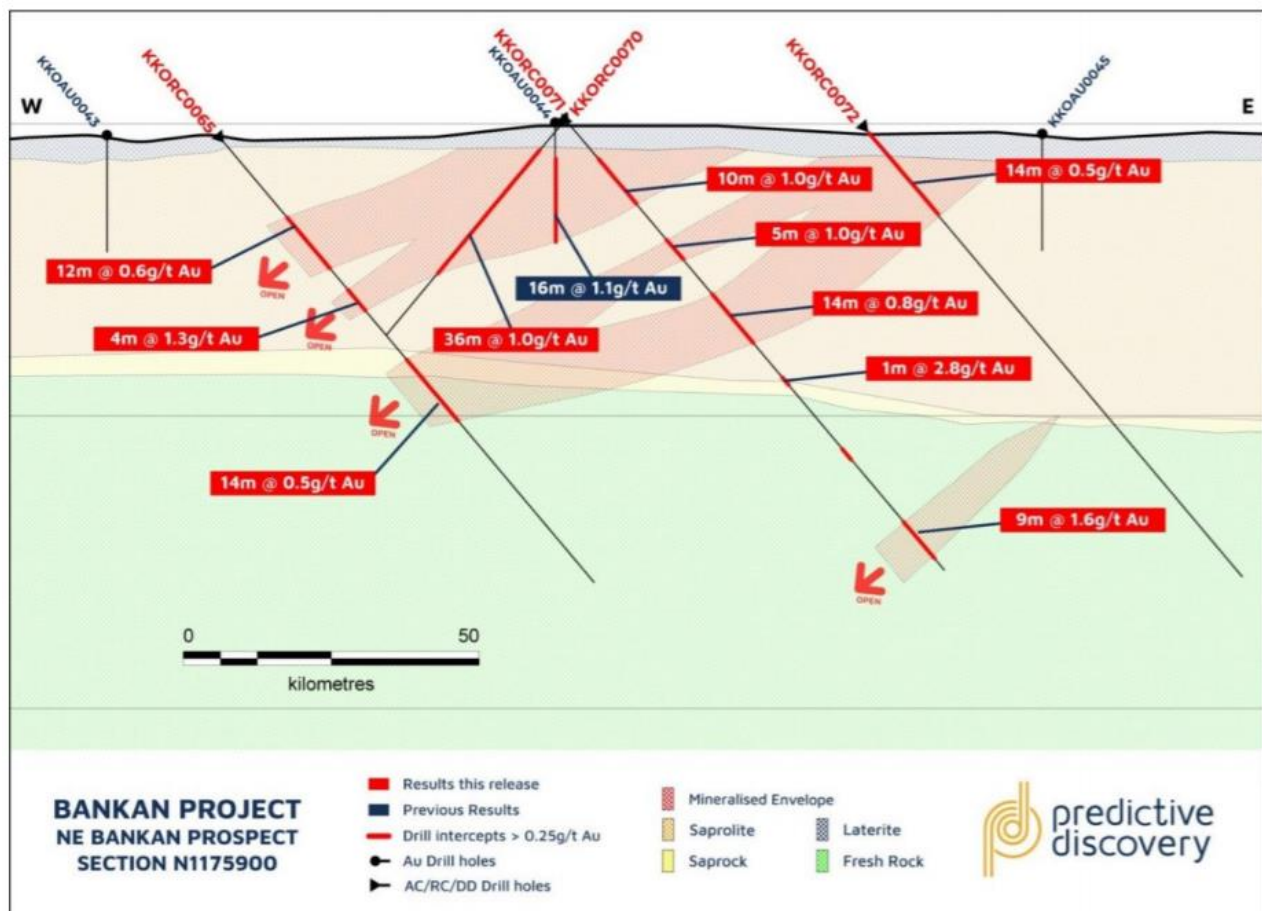 KKOAU0043
KKORC0065
KKORC0071
KKOAU0044
KKORC0070
KKORC0072
KKOAU0045
W
E
10m @ 1.0g/t Au
14m @ 0.5g/t Au
5m @ 1.0g/t Au
12m @ 0.6g/t Au
OPEN
16m @ 1.1g/t Au
14m @ 0.8g/t Au
4m @ 1.3g/t Au
OPEN
36m @ 1.0g/t Au
1m @ 2.8g/t Au
OPEN
14m @ 0.5g/t Au
9m @ 1.6g/t Au
OPEN
0 50
kilometres
BANKAN PROJECT
NE BANKAN PROSPECT
SECTION N1175900
Results this release
Previous Results
Drill intercepts > 0.25g/t Au
Au Drill holes
AC/RC/DD Drill holes
Mineralised Envelope
Saprolite
Laterite
Saprock
Fresh Rock
predictive
discovery